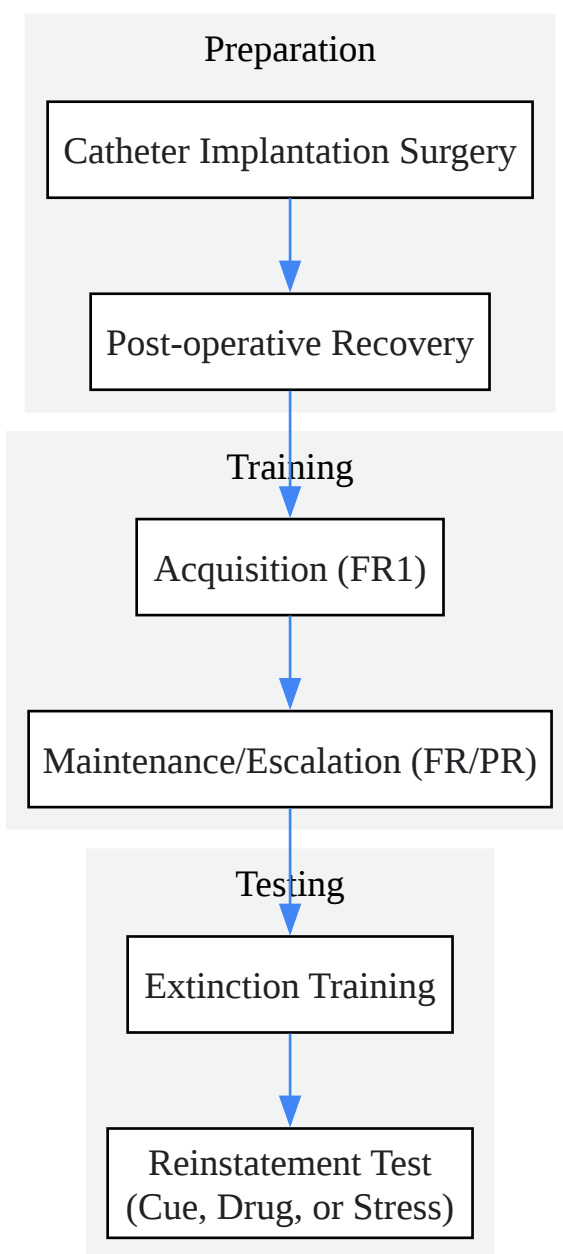 Preparation
Catheter Implantation Surgery
Post-operative Recovery
Training
Acquisition (FR1)
Maintenance/Escalation (FR/PR)
Testing
Extinction Training
Reinstatement Test
(Cue, Drug, or Stress)